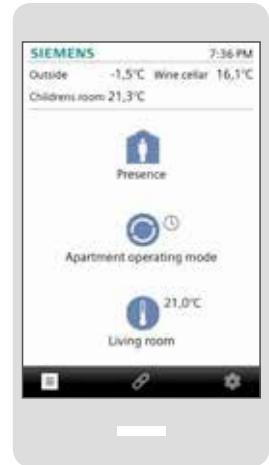 SIEMENS 7:36 PM
Outside -1,5°C Wine cellar 16,1°C
Childrens room 21,3°C
Presence
Apartment operating mode
21,0°C
Living room